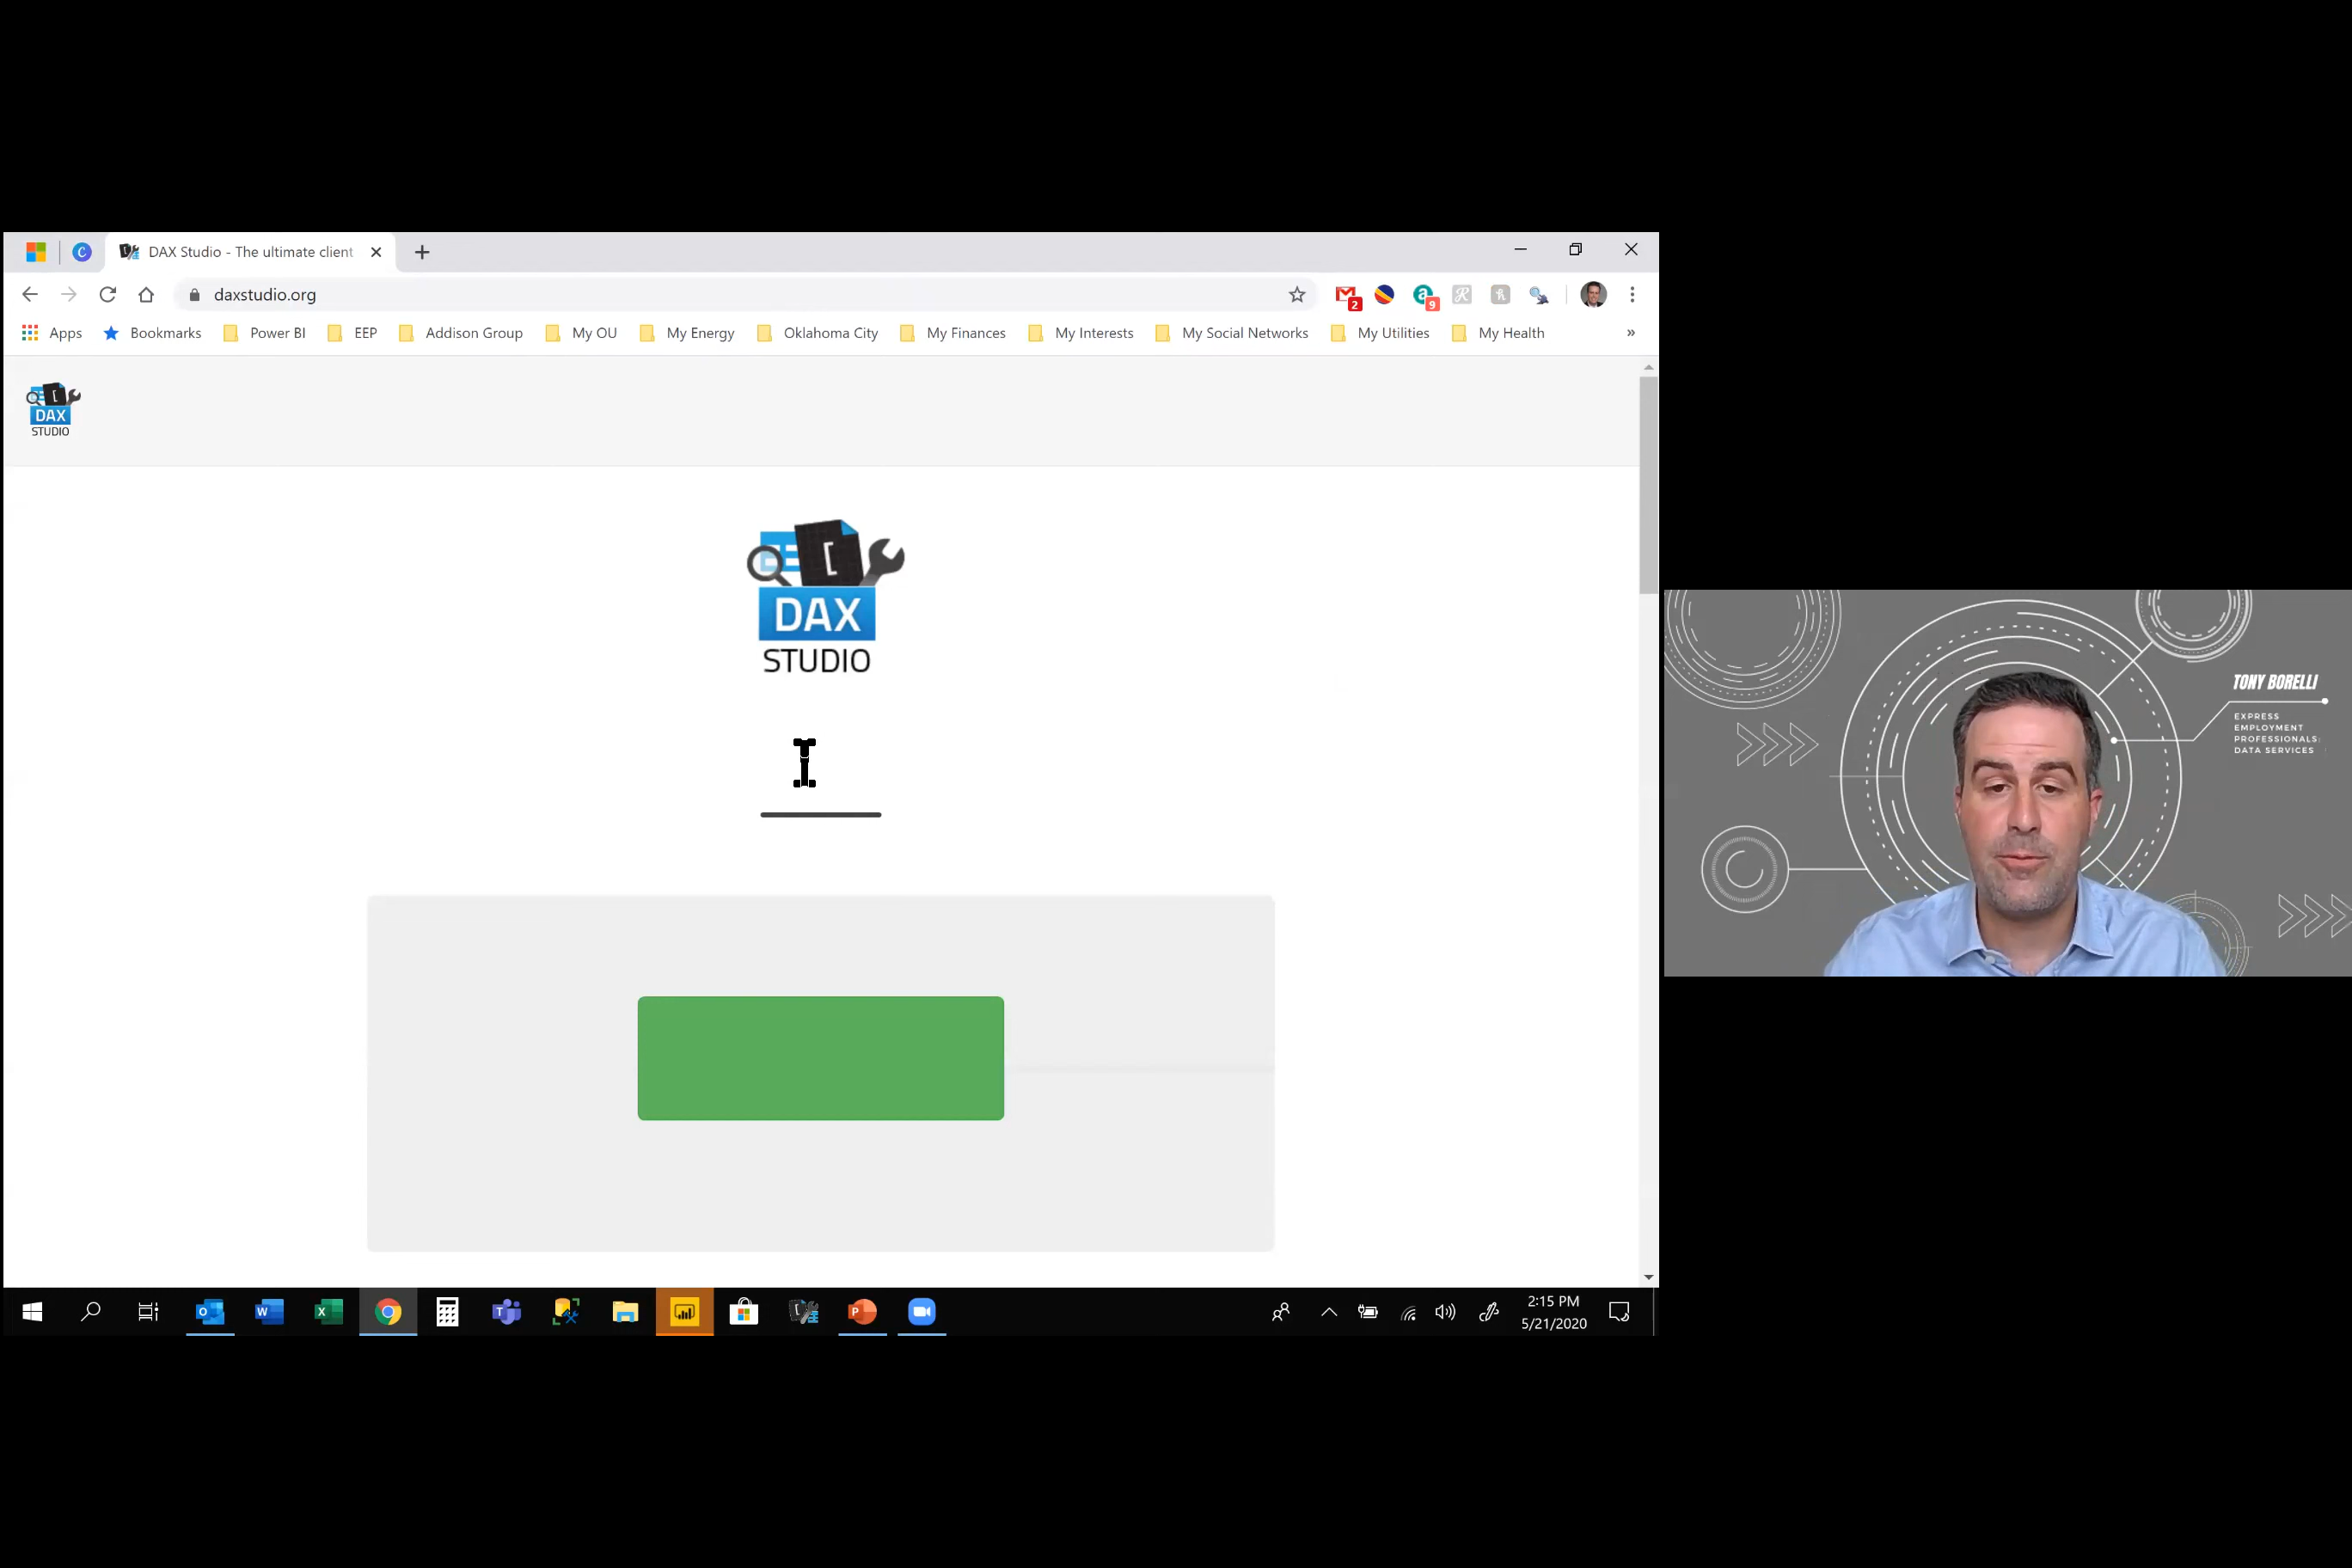 DAX Studio - The ultimate client
daxstudio.org
2
9
Apps
Bookmarks
Power BI
EEP
Addison Group
My OU
My Energy
Oklahoma City
My Finances
My Interests
My Social Networks
My Utilities
My Health
»
DAX
STUDIO
DAX
STUDIO
TONY BORELLI
EXPRESS
EMPLOYMENT
PROFESSIONALS:
DATA SERVICES
2:15 PM
5/21/2020